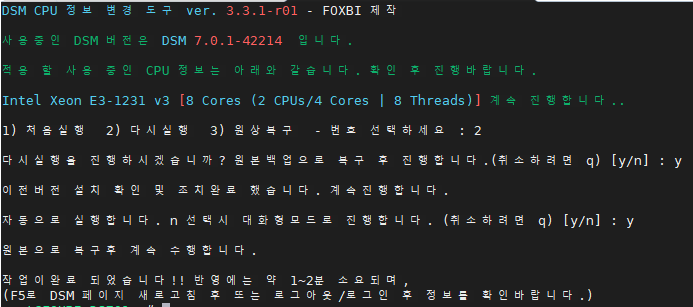 DSM CPU 정보 변경 도구 ver. 3.3.1-r01 - FOXBI 제작
사용중인 DSM 버전은 DSM 7.0.1-42214 입니다.
적용 할 사용 중인 CPU 정보는 아래와 같습니다. 확인 후 진행바랍니다.
Intel Xeon E3-1231 v3 [8 Cores (2 CPUs/4 Cores | 8 Threads)] 계속 진행합니다..
1) 처음실행 2) 다시실행 3) 원상복구 - 번호 선택하세요 : 2
다시실행을 진행하시겠습니까? 원본백업으로 복구 후 진행합니다.(취소하려면 q) [y/n] : y
이전버전 설치 확인 및 조치완료 했습니다. 계속진행합니다.
자동으로 실행합니다. n 선택시 대화형모드로 진행합니다. (취소하려면 q) [y/n] : y
원본으로 복구후 계속 수행합니다.
작업이완료 되었습니다!! 반영에는 약 1~2분 소요되며,
(F5로 DSM 페이지 새로고침 후 또는 로그아웃/로그인 후 정보를 확인바랍니다.)